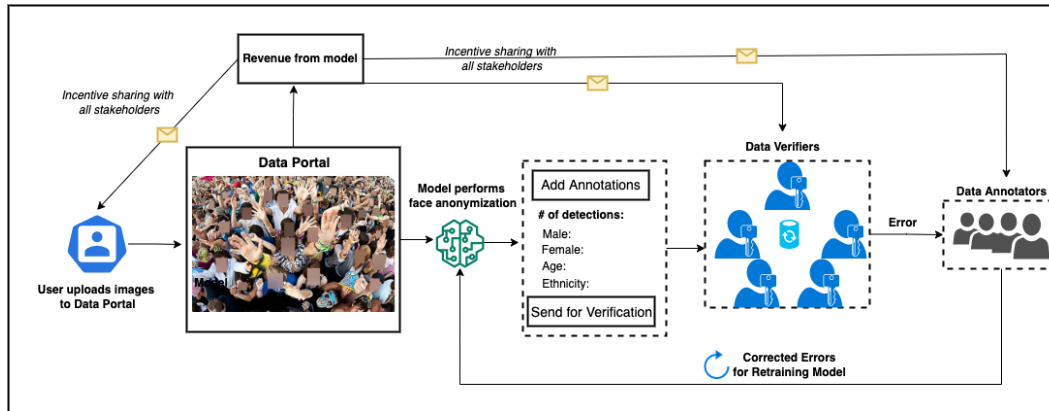 Revenue from model
Incentive sharing with
all stakeholders
Incentive sharing with
all stakeholders
Data Portal
Model
User uploads images
to Data Portal
Model performs
face anonymization
Add Annotations
# of detections:
Male:
Female:
Age:
Ethnicity:
Send for Verification
Data Verifiers
Error
Data Annotators
Corrected Errors
for Retraining Model